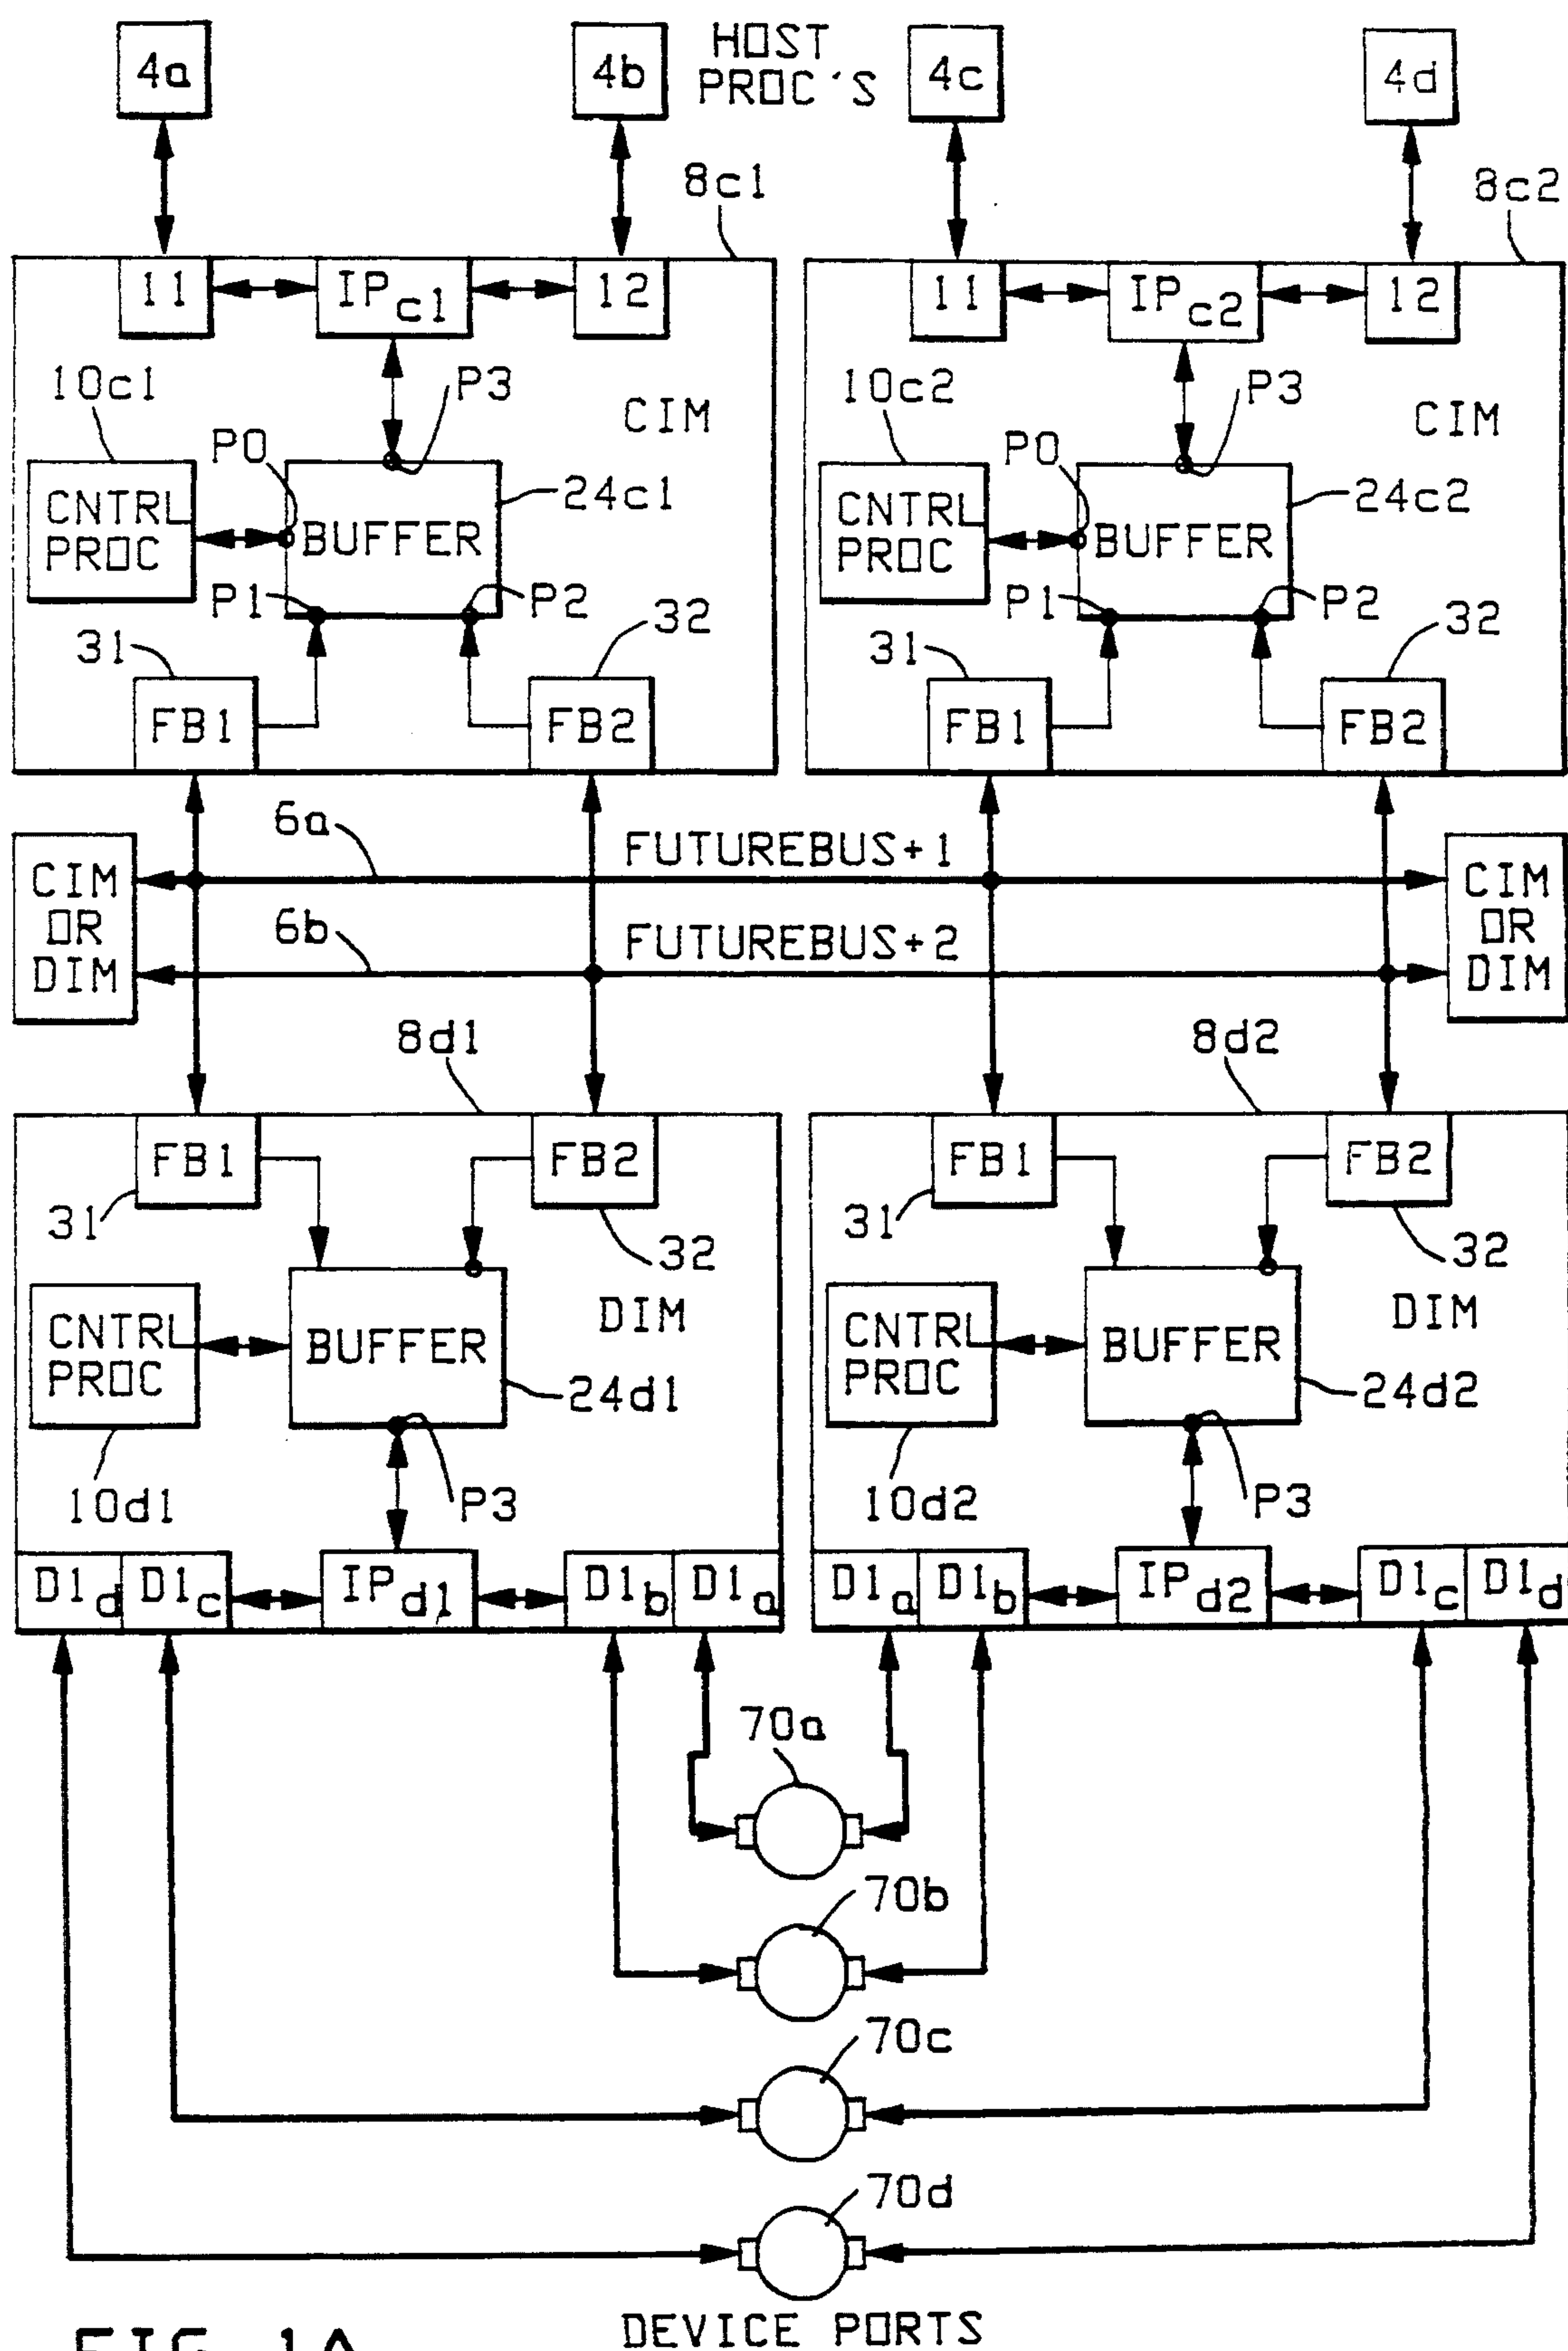 4a
4b
HOST
PROC'S
4c
4d
8c1
8c2
11
IPc1
12
11
IPc2
12
10c1
P3
CIM
10c2
P3
CIM
P0
P0
CNTRL
PROC
BUFFER
24c1
CNTRL
PROC
BUFFER
24c2
P1
P2
P1
P2
31
32
31
32
FB1
FB2
FB1
FB2
6a
FUTUREBUS+1
CIM
OR
DIM
CIM
OR
DIM
6b
FUTUREBUS+2
8d1
8d2
FB1
FB2
FB1
FB2
31
32
31
32
DIM
DIM
CNTRL
PROC
BUFFER
24d1
CNTRL
PROC
BUFFER
24d2
10d1
P3
10d2
P3
D1d
D1c
IPd1
D1b
D1a
D1a
D1b
IPd2
D1c
D1d
70a
70b
70c
70d
DEVICE PORTS
FIG. 1A